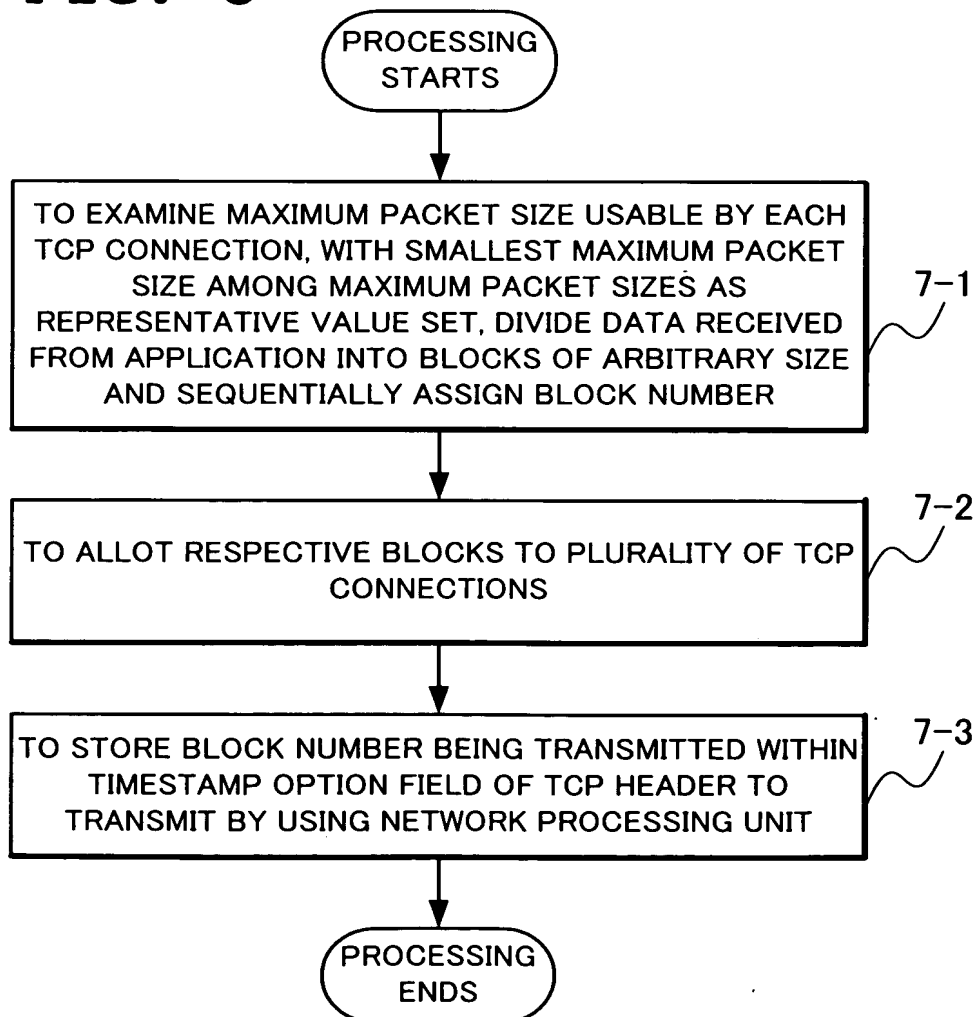 PROCESSING
STARTS
TO EXAMINE MAXIMUM PACKET SIZE USABLE BY EACH
TCP CONNECTION, WITH SMALLEST MAXIMUM PACKET
SIZE AMONG MAXIMUM PACKET SIZES AS
REPRESENTATIVE VALUE SET, DIVIDE DATA RECEIVED
FROM APPLICATION INTO BLOCKS OF ARBITRARY SIZE
AND SEQUENTIALLY ASSIGN BLOCK NUMBER
7-1
TO ALLOT RESPECTIVE BLOCKS TO PLURALITY OF TCP
CONNECTIONS
7-2
TO STORE BLOCK NUMBER BEING TRANSMITTED WITHIN
TIMESTAMP OPTION FIELD OF TCP HEADER TO
TRANSMIT BY USING NETWORK PROCESSING UNIT
7-3
PROCESSING
ENDS